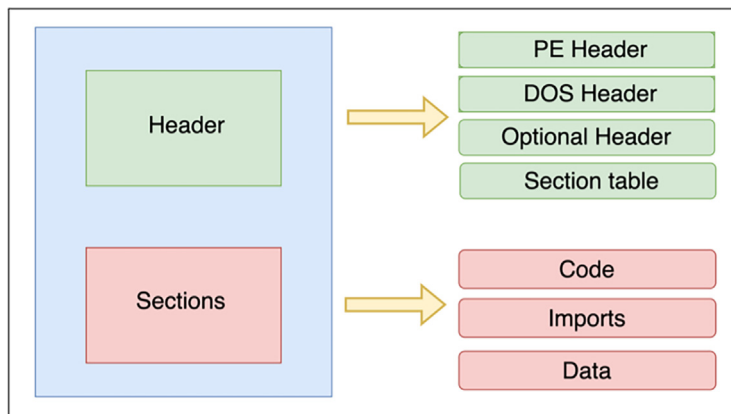 Header
PE Header
DOS Header
Optional Header
Section table
Sections
Code
Imports
Data